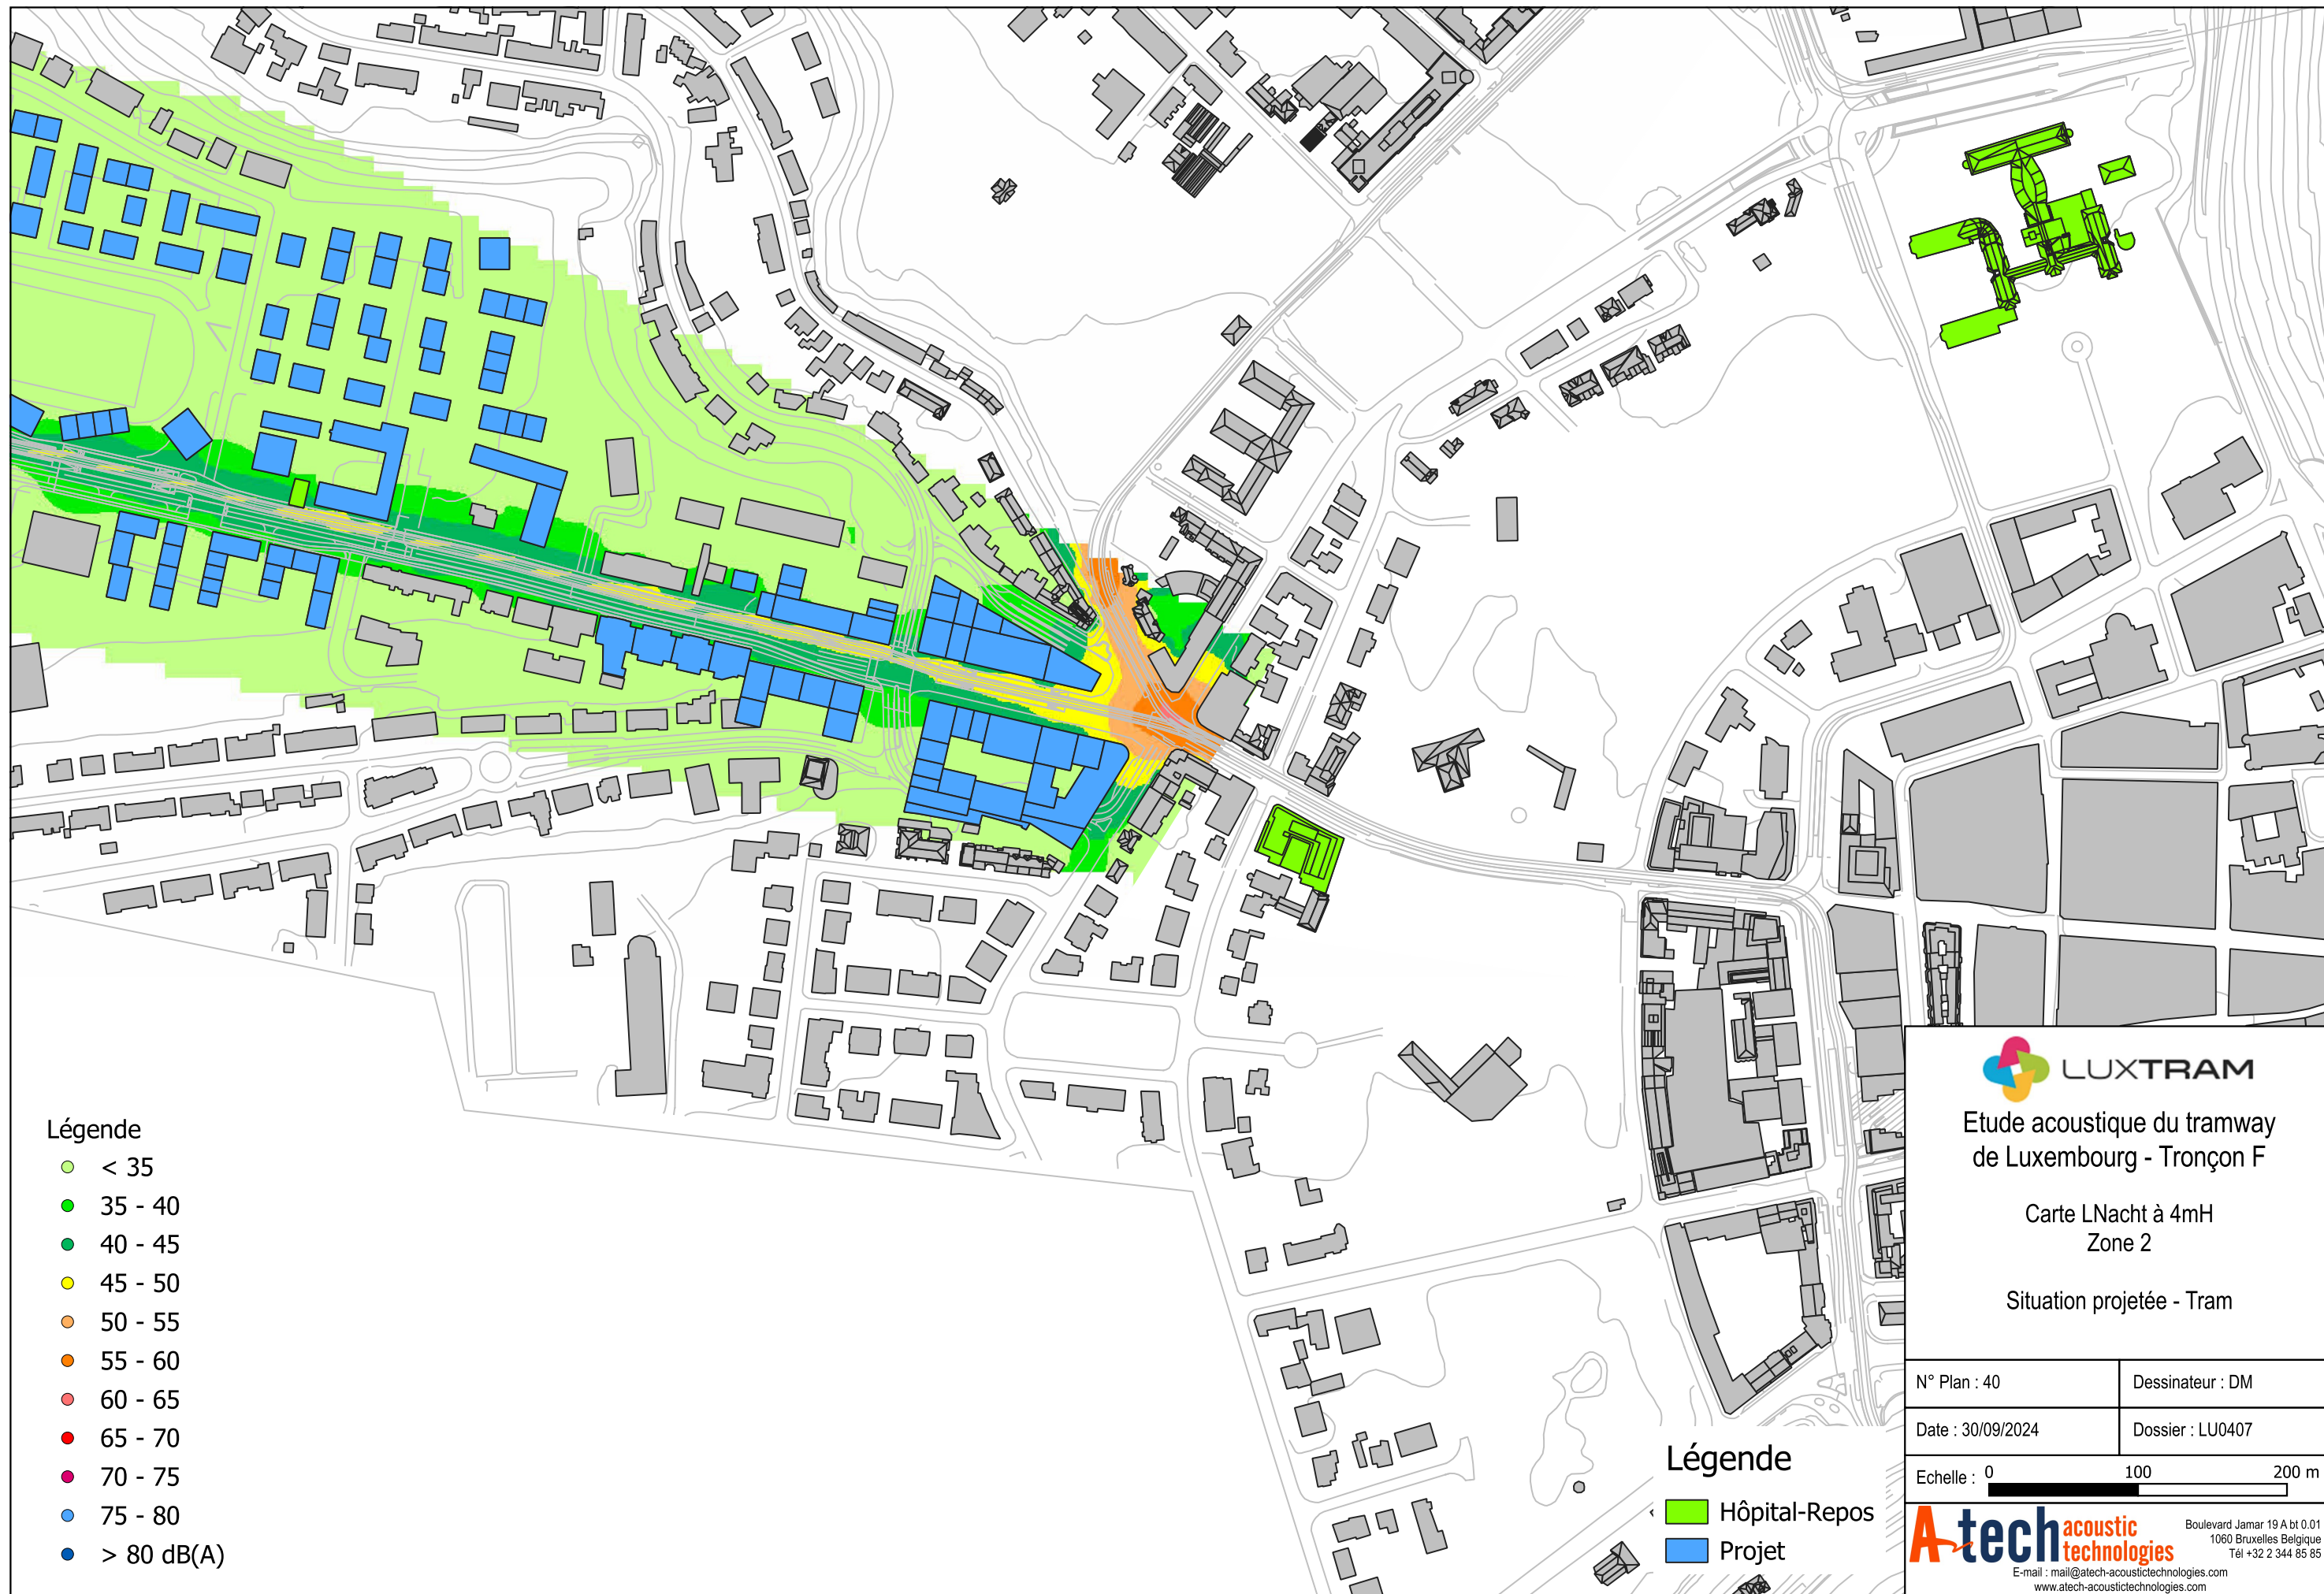 Légende
< 35
35 - 40
40 - 45
45 - 50
50 - 55
55 - 60
60 - 65
65 - 70
70 - 75
75 - 80
> 80 dB(A)
Légende
Hôpital-Repos
Projet
LUXTRAM
Etude acoustique du tramway
de Luxembourg - Tronçon F
Carte LNacht à 4mH
Zone 2
Situation projetée - Tram
N° Plan : 40
Dessinateur : DM
Date : 30/09/2024
Dossier : LU0407
Echelle : 0 100 200 m
A-tech acoustic technologies
Boulevard Jamar 19 A bt 0.01
1060 Bruxelles Belgique
Tél +32 2 344 85 85
E-mail : mail@atech-acoustictechnologies.com
www.atech-acoustictechnologies.com